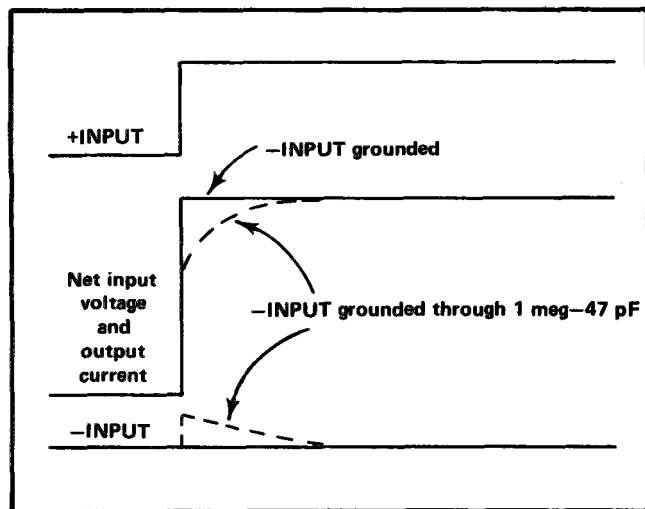 +INPUT
−INPUT grounded
Net input
voltage
and
output
current
−INPUT grounded through 1 meg−47 pF
−INPUT